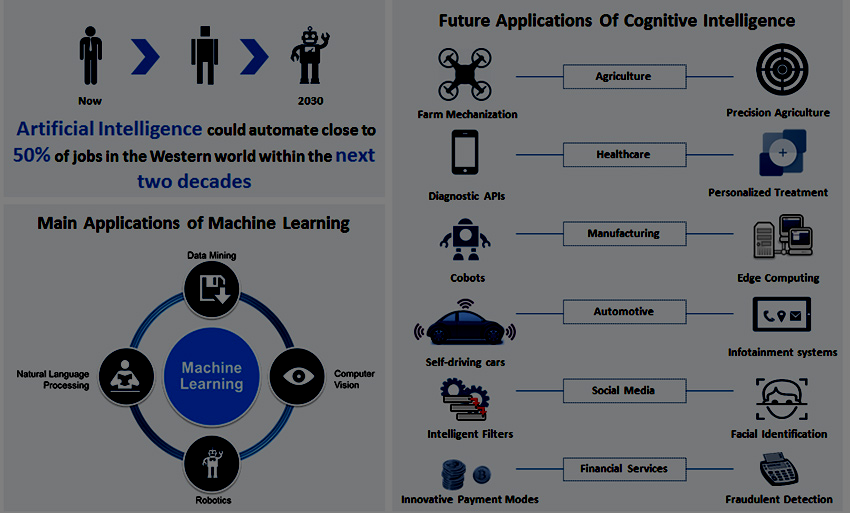 Now
2030
Artificial Intelligence could automate close to
50% of jobs in the Western world within the next
two decades
Main Applications of Machine Learning
Data Mining
Natural Language
Processing
Machine
Learning
Computer
Vision
Robotics
Future Applications Of Cognitive Intelligence
Farm Mechanization
Agriculture
Precision Agriculture
Diagnostic APIs
Healthcare
Personalized Treatment
Cobots
Manufacturing
Edge Computing
Self-driving cars
Automotive
Infotainment systems
Intelligent Filters
Social Media
Facial Identification
Innovative Payment Modes
Financial Services
Fraudulent Detection